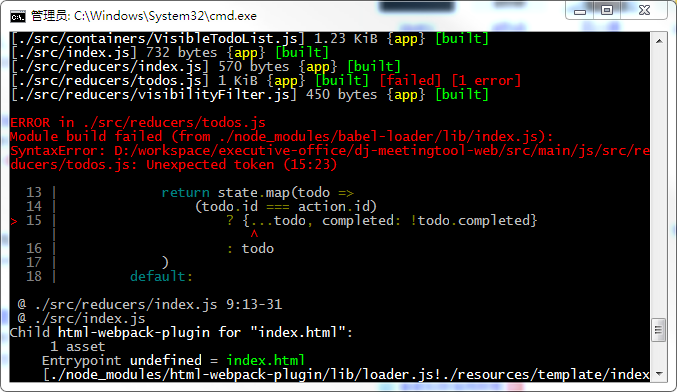 管理员: C:\Windows\System32\cmd.exe
[./src/containers/VisibleTodoList.js] 1.23 KiB {app} [built]
[./src/index.js] 732 bytes {app} [built]
[./src/reducers/index.js] 570 bytes {app} [built]
[./src/reducers/todos.js] 1 KiB {app} [built] [failed] [1 error]
[./src/reducers/visibilityFilter.js] 450 bytes {app} [built]
ERROR in ./src/reducers/todos.js
Module build failed (from ./node_modules/babel-loader/lib/index.js):
SyntaxError: D:/workspace/executive-office/dj-meetingtool-web/src/main/js/src/re
ducers/todos.js: Unexpected token (15:23)
13 |             return state.map(todo =>
14 |                 (todo.id === action.id)
> 15 |                     ? {...todo, completed: !todo.completed}
|                        ^
16 |                     : todo
17 |             )
18 |         default:
@ ./src/reducers/index.js 9:13-31
@ ./src/index.js
Child html-webpack-plugin for "index.html":
1 asset
Entrypoint undefined = index.html
[./node_modules/html-webpack-plugin/lib/loader.js!./resources/template/index